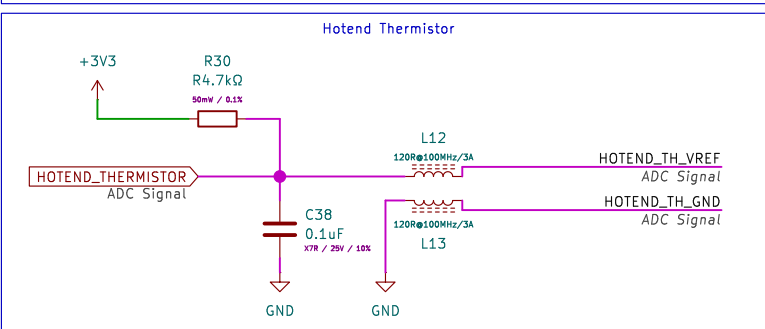 Hotend Thermistor
+3V3
R30
R4.7kΩ
50mW / 0.1%
L12
120R@100MHz/3A
HOTEND_TH_VREF
ADC Signal
HOTEND_THERMISTOR
ADC Signal
HOTEND_TH_GND
ADC Signal
C38
0.1uF
X7R / 25V / 10%
120R@100MHz/3A
L13
GND
GND